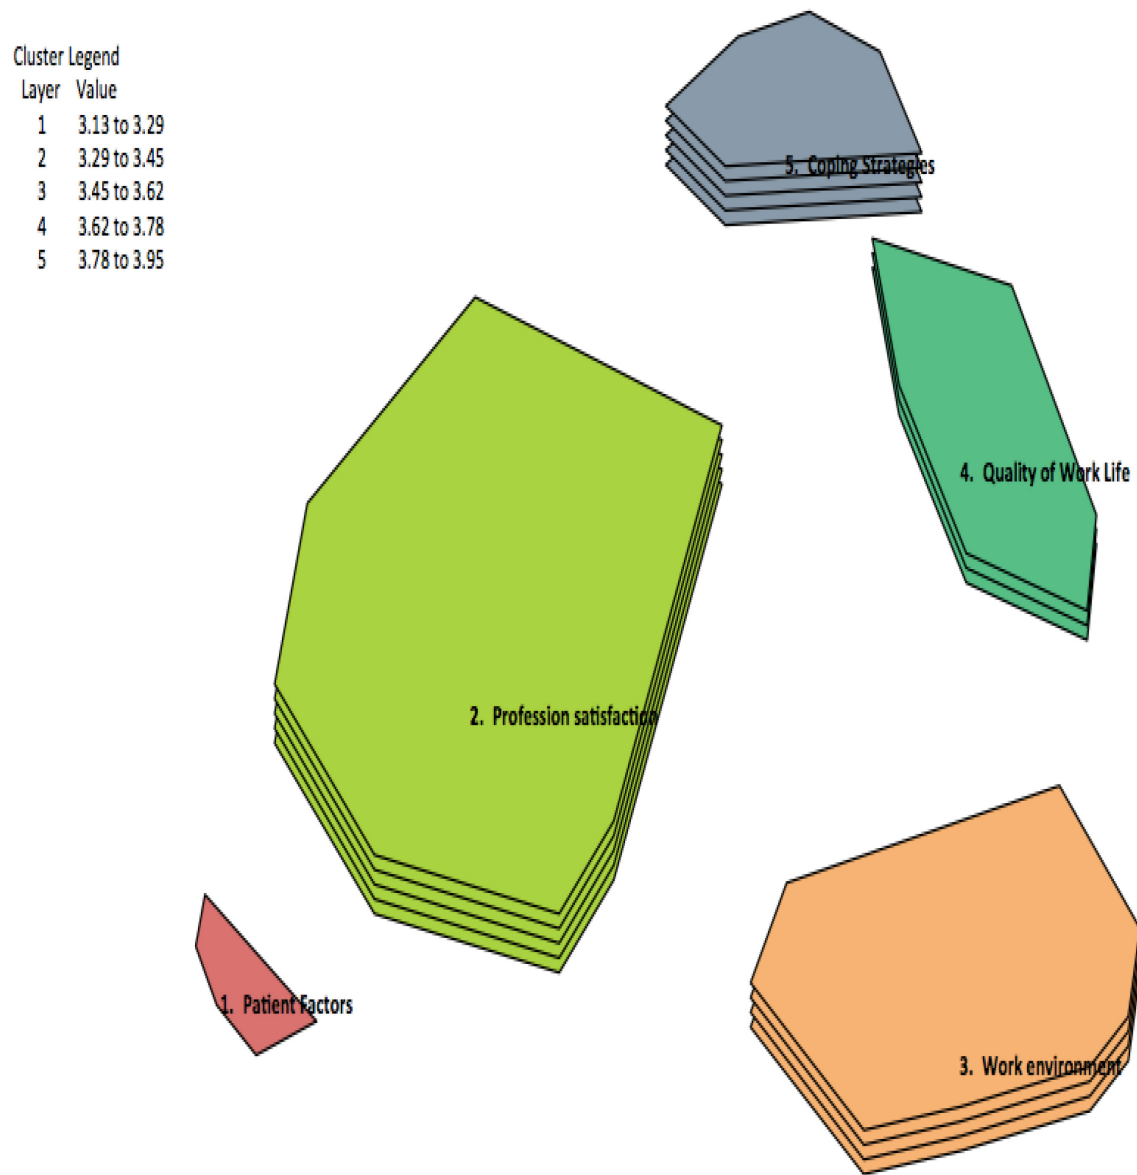 Cluster Legend
Layer Value
1 3.13 to 3.29
2 3.29 to 3.45
3 3.45 to 3.62
4 3.62 to 3.78
5 3.78 to 3.95
5. Coping Strategies
4. Quality of Work Life
2. Profession satisfaction
1. Patient Factors
3. Work environment